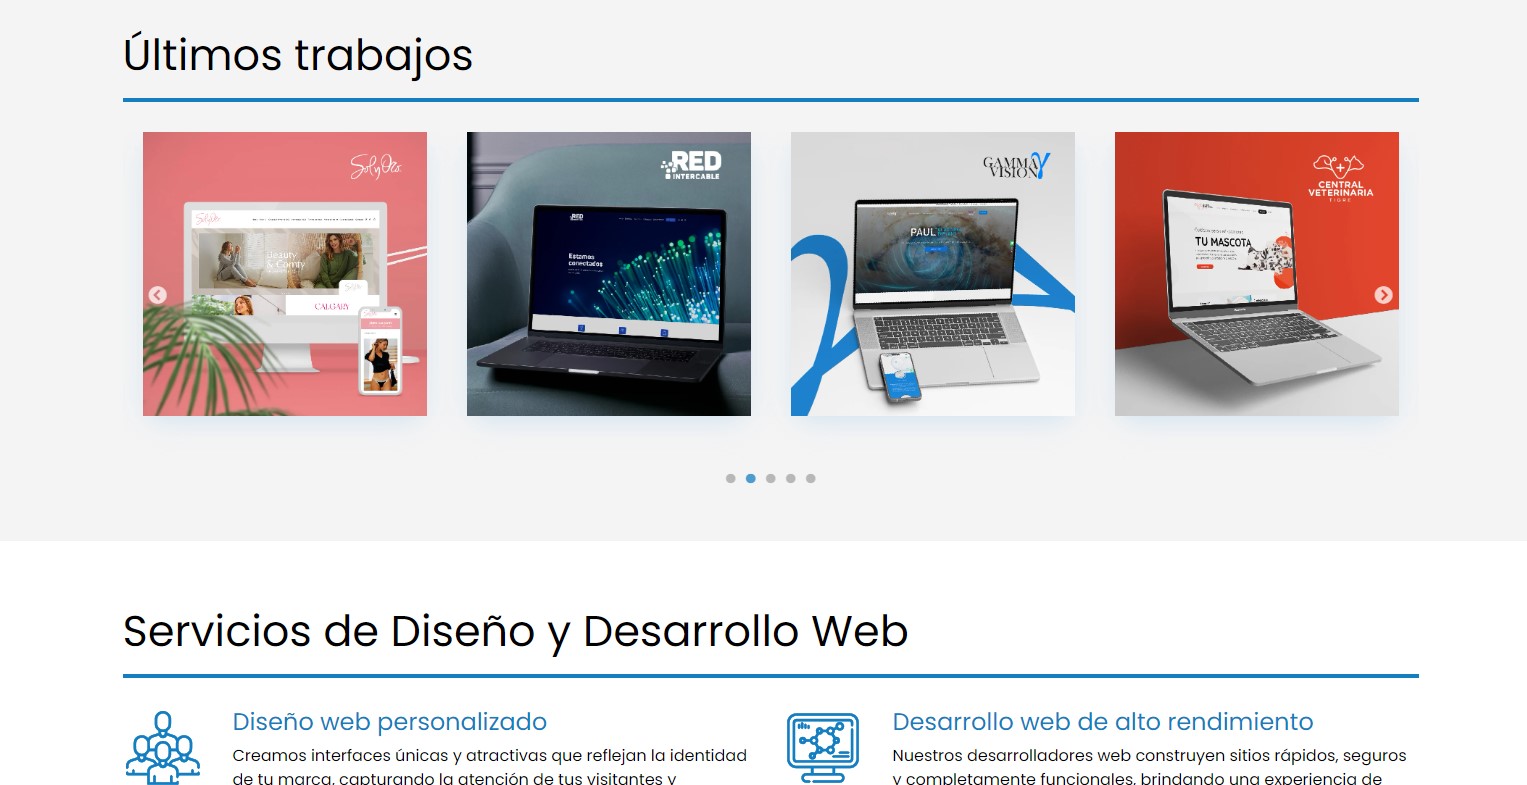 Últimos trabajos
Sol y Oro
Beauty
& Comfy
CALGARY
RED
INTERCABLE
RED
Estamos
conectados
GAMMA
VISION
PAUL
CENTRAL
VETERINARIA
TIGRE
TU MASCOTA
Servicios de Diseño y Desarrollo Web
Diseño web personalizado
Creamos interfaces únicas y atractivas que reflejan la identidad
de tu marca, capturando la atención de tus visitantes y
Desarrollo web de alto rendimiento
Nuestros desarrolladores web construyen sitios rápidos, seguros
y completamente funcionales, brindando una experiencia de